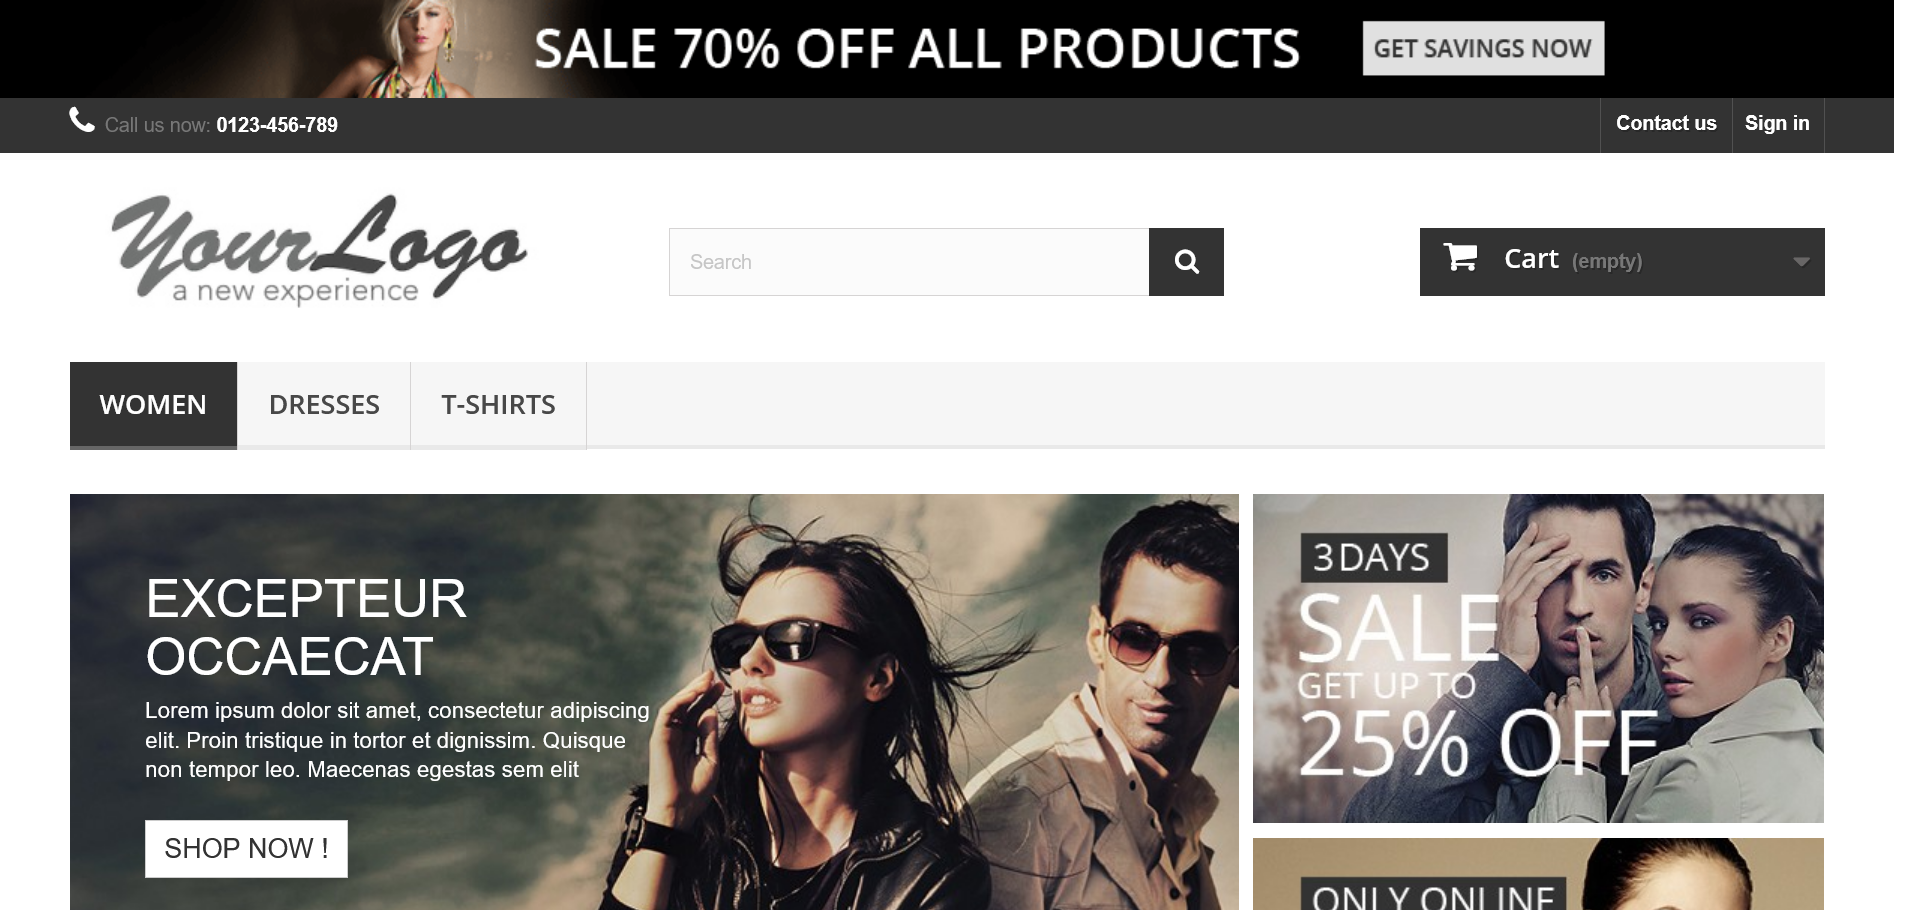 SALE 70% OFF ALL PRODUCTS
GET SAVINGS NOW
Call us now: 0123-456-789
Contact us
Sign in
YourLogo
a new experience
Search
Cart (empty)
WOMEN
DRESSES
T-SHIRTS
EXCEPTEUR
OCCAECAT
Lorem ipsum dolor sit amet, consectetur adipiscing
elit. Proin tristique in tortor et dignissim. Quisque
non tempor leo. Maecenas egestas sem elit
SHOP NOW !
3 DAYS
SALE
GET UP TO
25% OFF
ONLY ONLINE